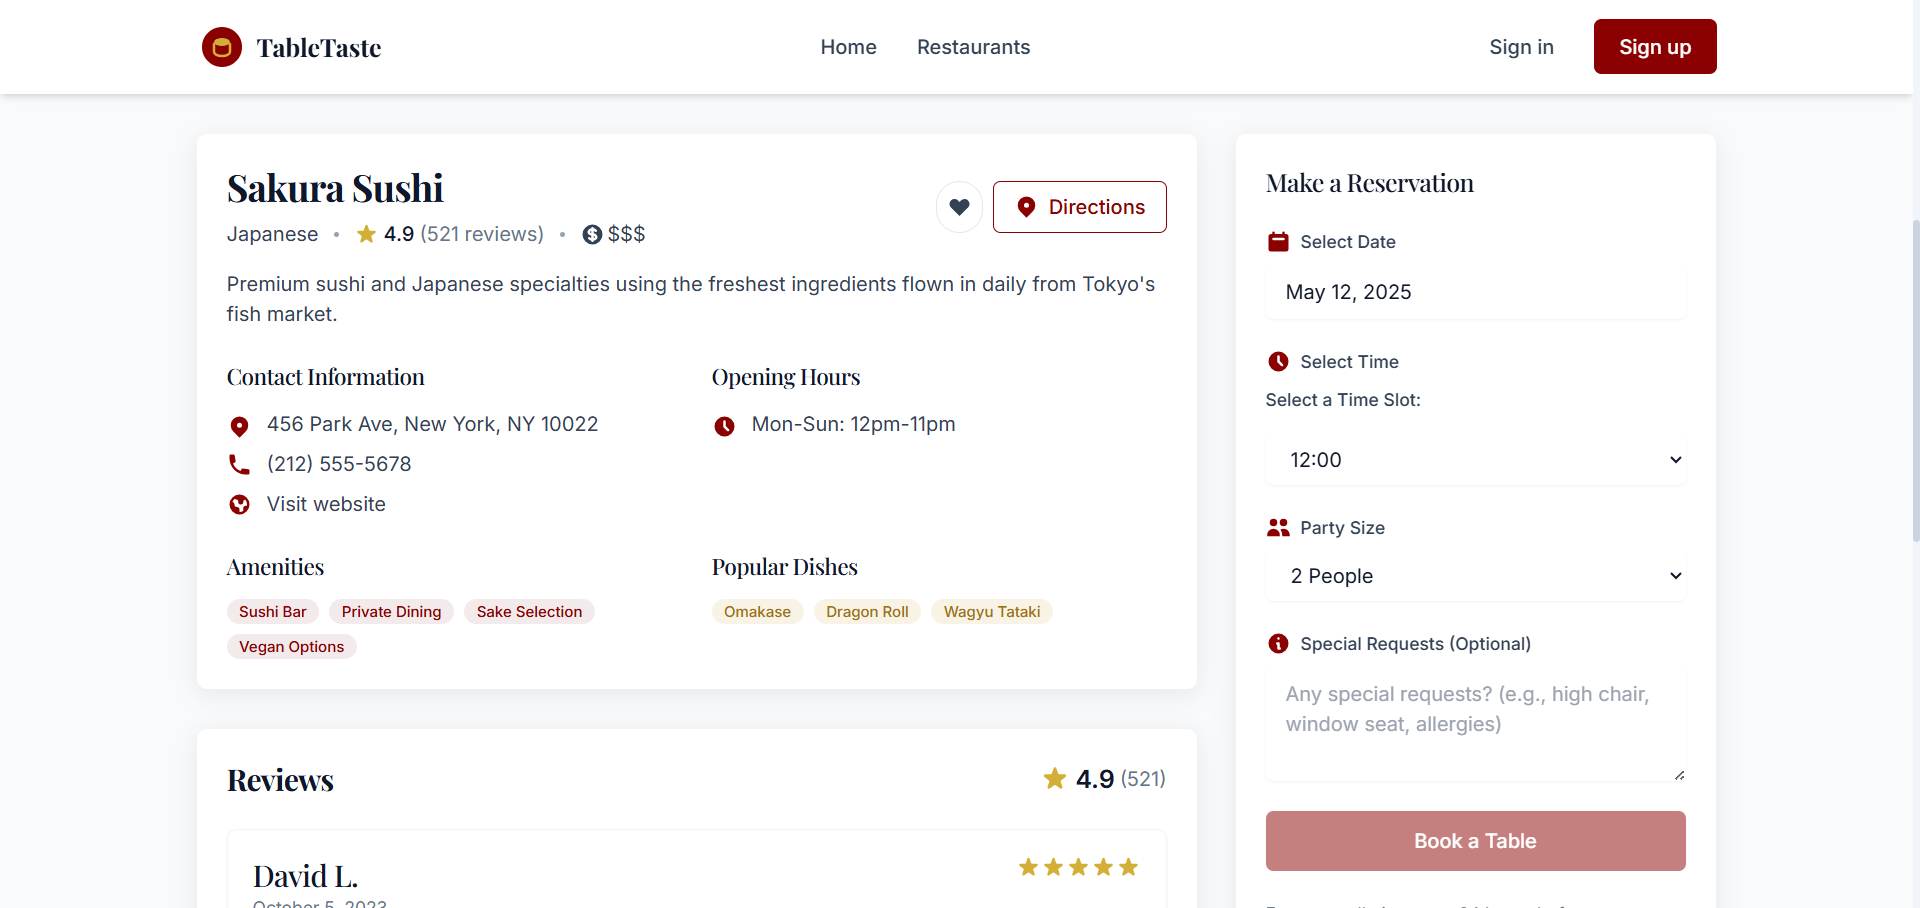 TableTaste
Home
Restaurants
Sign in
Sign up
Sakura Sushi
Japanese • 4.9 (521 reviews) • $$$
Directions
Premium sushi and Japanese specialties using the freshest ingredients flown in daily from Tokyo's
fish market.
Contact Information
456 Park Ave, New York, NY 10022
(212) 555-5678
Visit website
Opening Hours
Mon-Sun: 12pm-11pm
Amenities
Sushi Bar
Private Dining
Sake Selection
Vegan Options
Popular Dishes
Omakase
Dragon Roll
Wagyu Tataki
Reviews
4.9 (521)
David L.
October 5, 2023
Make a Reservation
Select Date
May 12, 2025
Select Time
Select a Time Slot:
12:00
Party Size
2 People
Special Requests (Optional)
Any special requests? (e.g., high chair,
window seat, allergies)
Book a Table